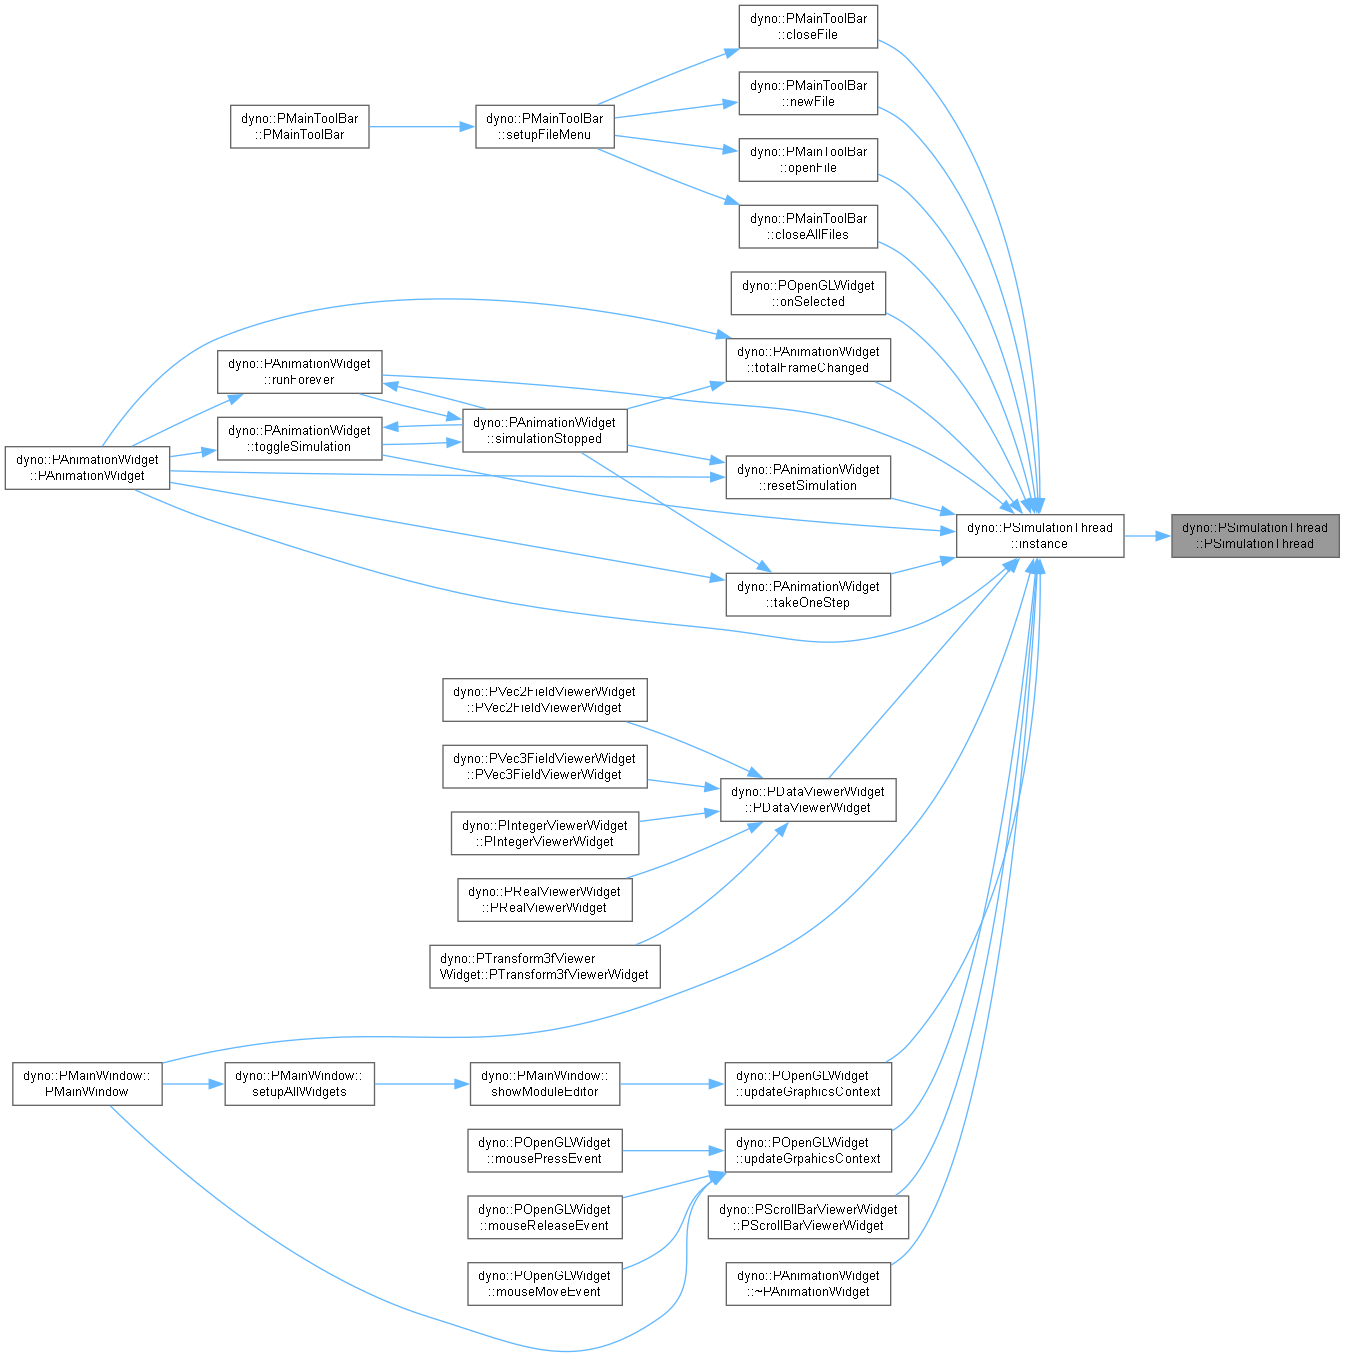 dyno::PMainToolBar
::closeFile
dyno::PMainToolBar
::newFile
dyno::PMainToolBar
::PMainToolBar
dyno::PMainToolBar
::setupFileMenu
dyno::PMainToolBar
::openFile
dyno::PMainToolBar
::closeAllFiles
dyno::POpenGLWidget
::onSelected
dyno::PAnimationWidget
::totalFrameChanged
dyno::PAnimationWidget
::runForever
dyno::PAnimationWidget
::toggleSimulation
dyno::PAnimationWidget
::simulationStopped
dyno::PAnimationWidget
::PAnimationWidget
dyno::PAnimationWidget
::resetSimulation
dyno::PSimulationThread
::instance
dyno::PSimulationThread
::PSimulationThread
dyno::PAnimationWidget
::takeOneStep
dyno::PVec2FieldViewerWidget
::PVec2FieldViewerWidget
dyno::PVec3FieldViewerWidget
::PVec3FieldViewerWidget
dyno::PDataViewerWidget
::PDataViewerWidget
dyno::PIntegerViewerWidget
::PIntegerViewerWidget
dyno::PRealViewerWidget
::PRealViewerWidget
dyno::PTransform3fViewer
Widget::PTransform3fViewerWidget
dyno::PMainWindow::
PMainWindow
dyno::PMainWindow::
setupAllWidgets
dyno::PMainWindow::
showModuleEditor
dyno::POpenGLWidget
::updateGraphicsContext
dyno::POpenGLWidget
::mousePressEvent
dyno::POpenGLWidget
::updateGrpahicsContext
dyno::POpenGLWidget
::mouseReleaseEvent
dyno::PScrollBarViewerWidget
::PScrollBarViewerWidget
dyno::POpenGLWidget
::mouseMoveEvent
dyno::PAnimationWidget
::~PAnimationWidget